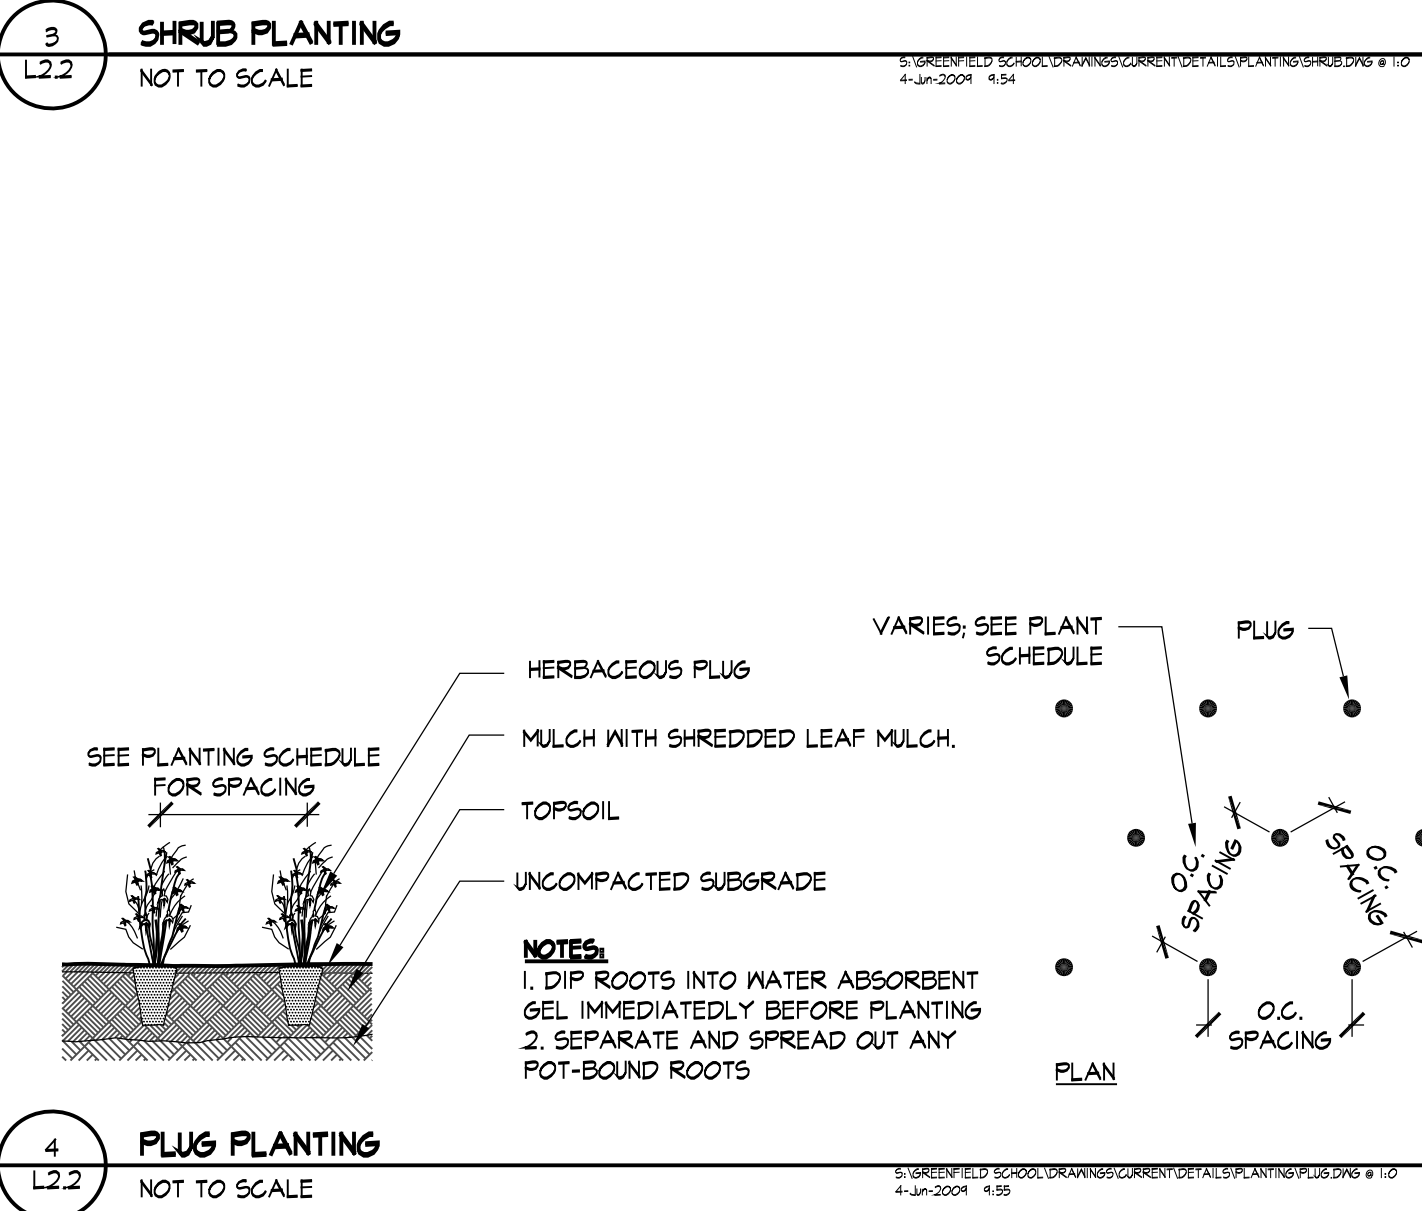 3
L2.2
SHRUB PLANTING
NOT TO SCALE
S:\GREENFIELD SCHOOL\DRAWINGS\CURRENT\DETAILS\PLANTING\SHRUB.DWG @ 1:0
4-Jun-2009 9:54
VARIES; SEE PLANT
SCHEDULE
PLUG
HERBACEOUS PLUG
MULCH WITH SHREDDED LEAF MULCH.
SEE PLANTING SCHEDULE
FOR SPACING
TOPSOIL
UNCOMPACTED SUBGRADE
O.C.
SPACING
O.C.
SPACING
NOTES:
1. DIP ROOTS INTO WATER ABSORBENT
GEL IMMEDIATEDLY BEFORE PLANTING
2. SEPARATE AND SPREAD OUT ANY
POT-BOUND ROOTS
O.C.
SPACING
PLAN
4
L2.2
PLUG PLANTING
NOT TO SCALE
S:\GREENFIELD SCHOOL\DRAWINGS\CURRENT\DETAILS\PLANTING\PLUG.DWG @ 1:0
4-Jun-2009 9:55